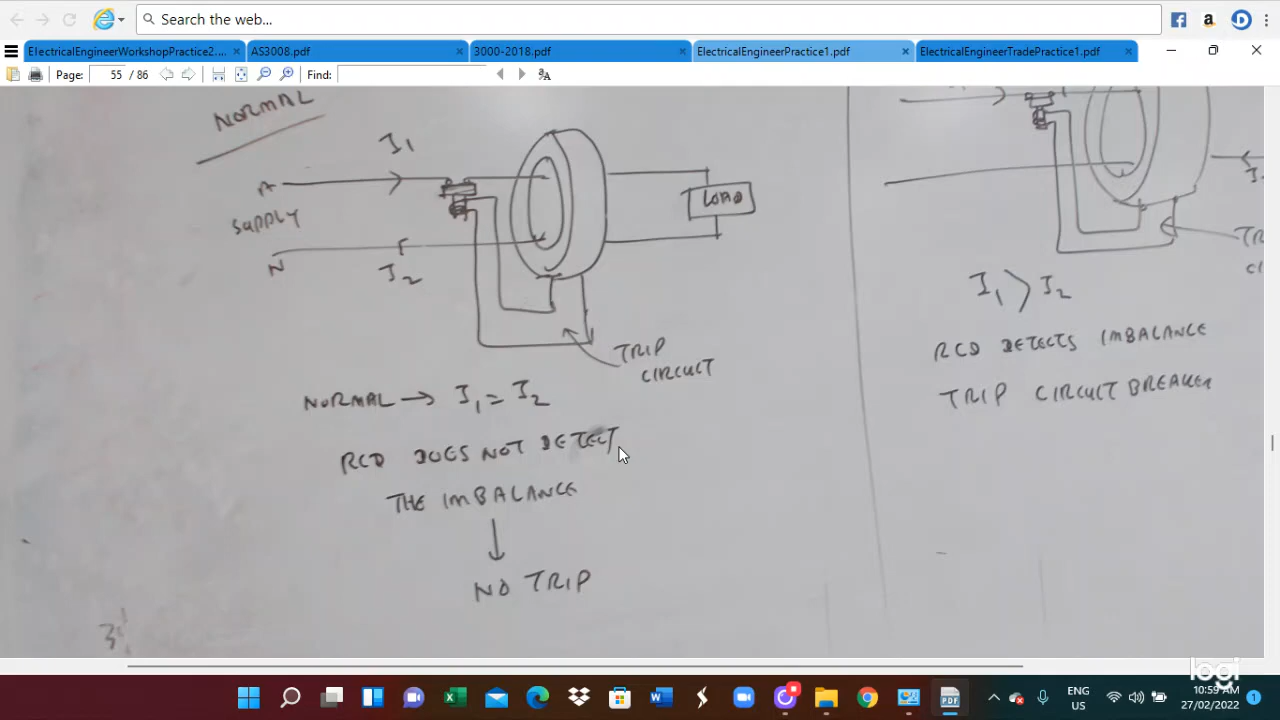 Search the web...
ElectricalEngineerWorkshopPractice2....
AS3008.pdf
3000-2018.pdf
ElectricalEngineerPractice1.pdf
ElectricalEngineerTradePractice1.pdf
Page:
55 / 86
Find:
NORMAL
I1
A
SUPPLY
N
I2
LOAD
TRIP
CIRCUIT
NORMAL → I1 = I2
RCD DOES NOT DETECT
THE IMBALANCE
↓
NO TRIP
I1 > I2
RCD DETECTS IMBALANCE
TRIP CIRCUIT BREAKER
ENG
US
10:59 AM
27/02/2022